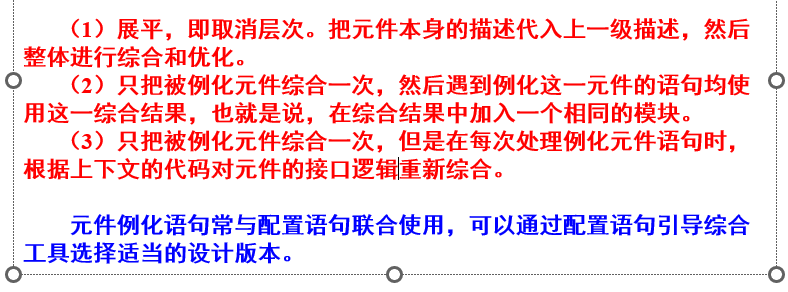 （1）展平，即取消层次。把元件本身的描述代入上一级描述，然后
整体进行综合和优化。
（2）只把被例化元件综合一次，然后遇到例化这一元件的语句均使
用这一综合结果，也就是说，在综合结果中加入一个相同的模块。
（3）只把被例化元件综合一次，但是在每次处理例化元件语句时，
根据上下文的代码对元件的接口逻辑重新综合。
元件例化语句常与配置语句联合使用，可以通过配置语句引导综合
工具选择适当的设计版本。